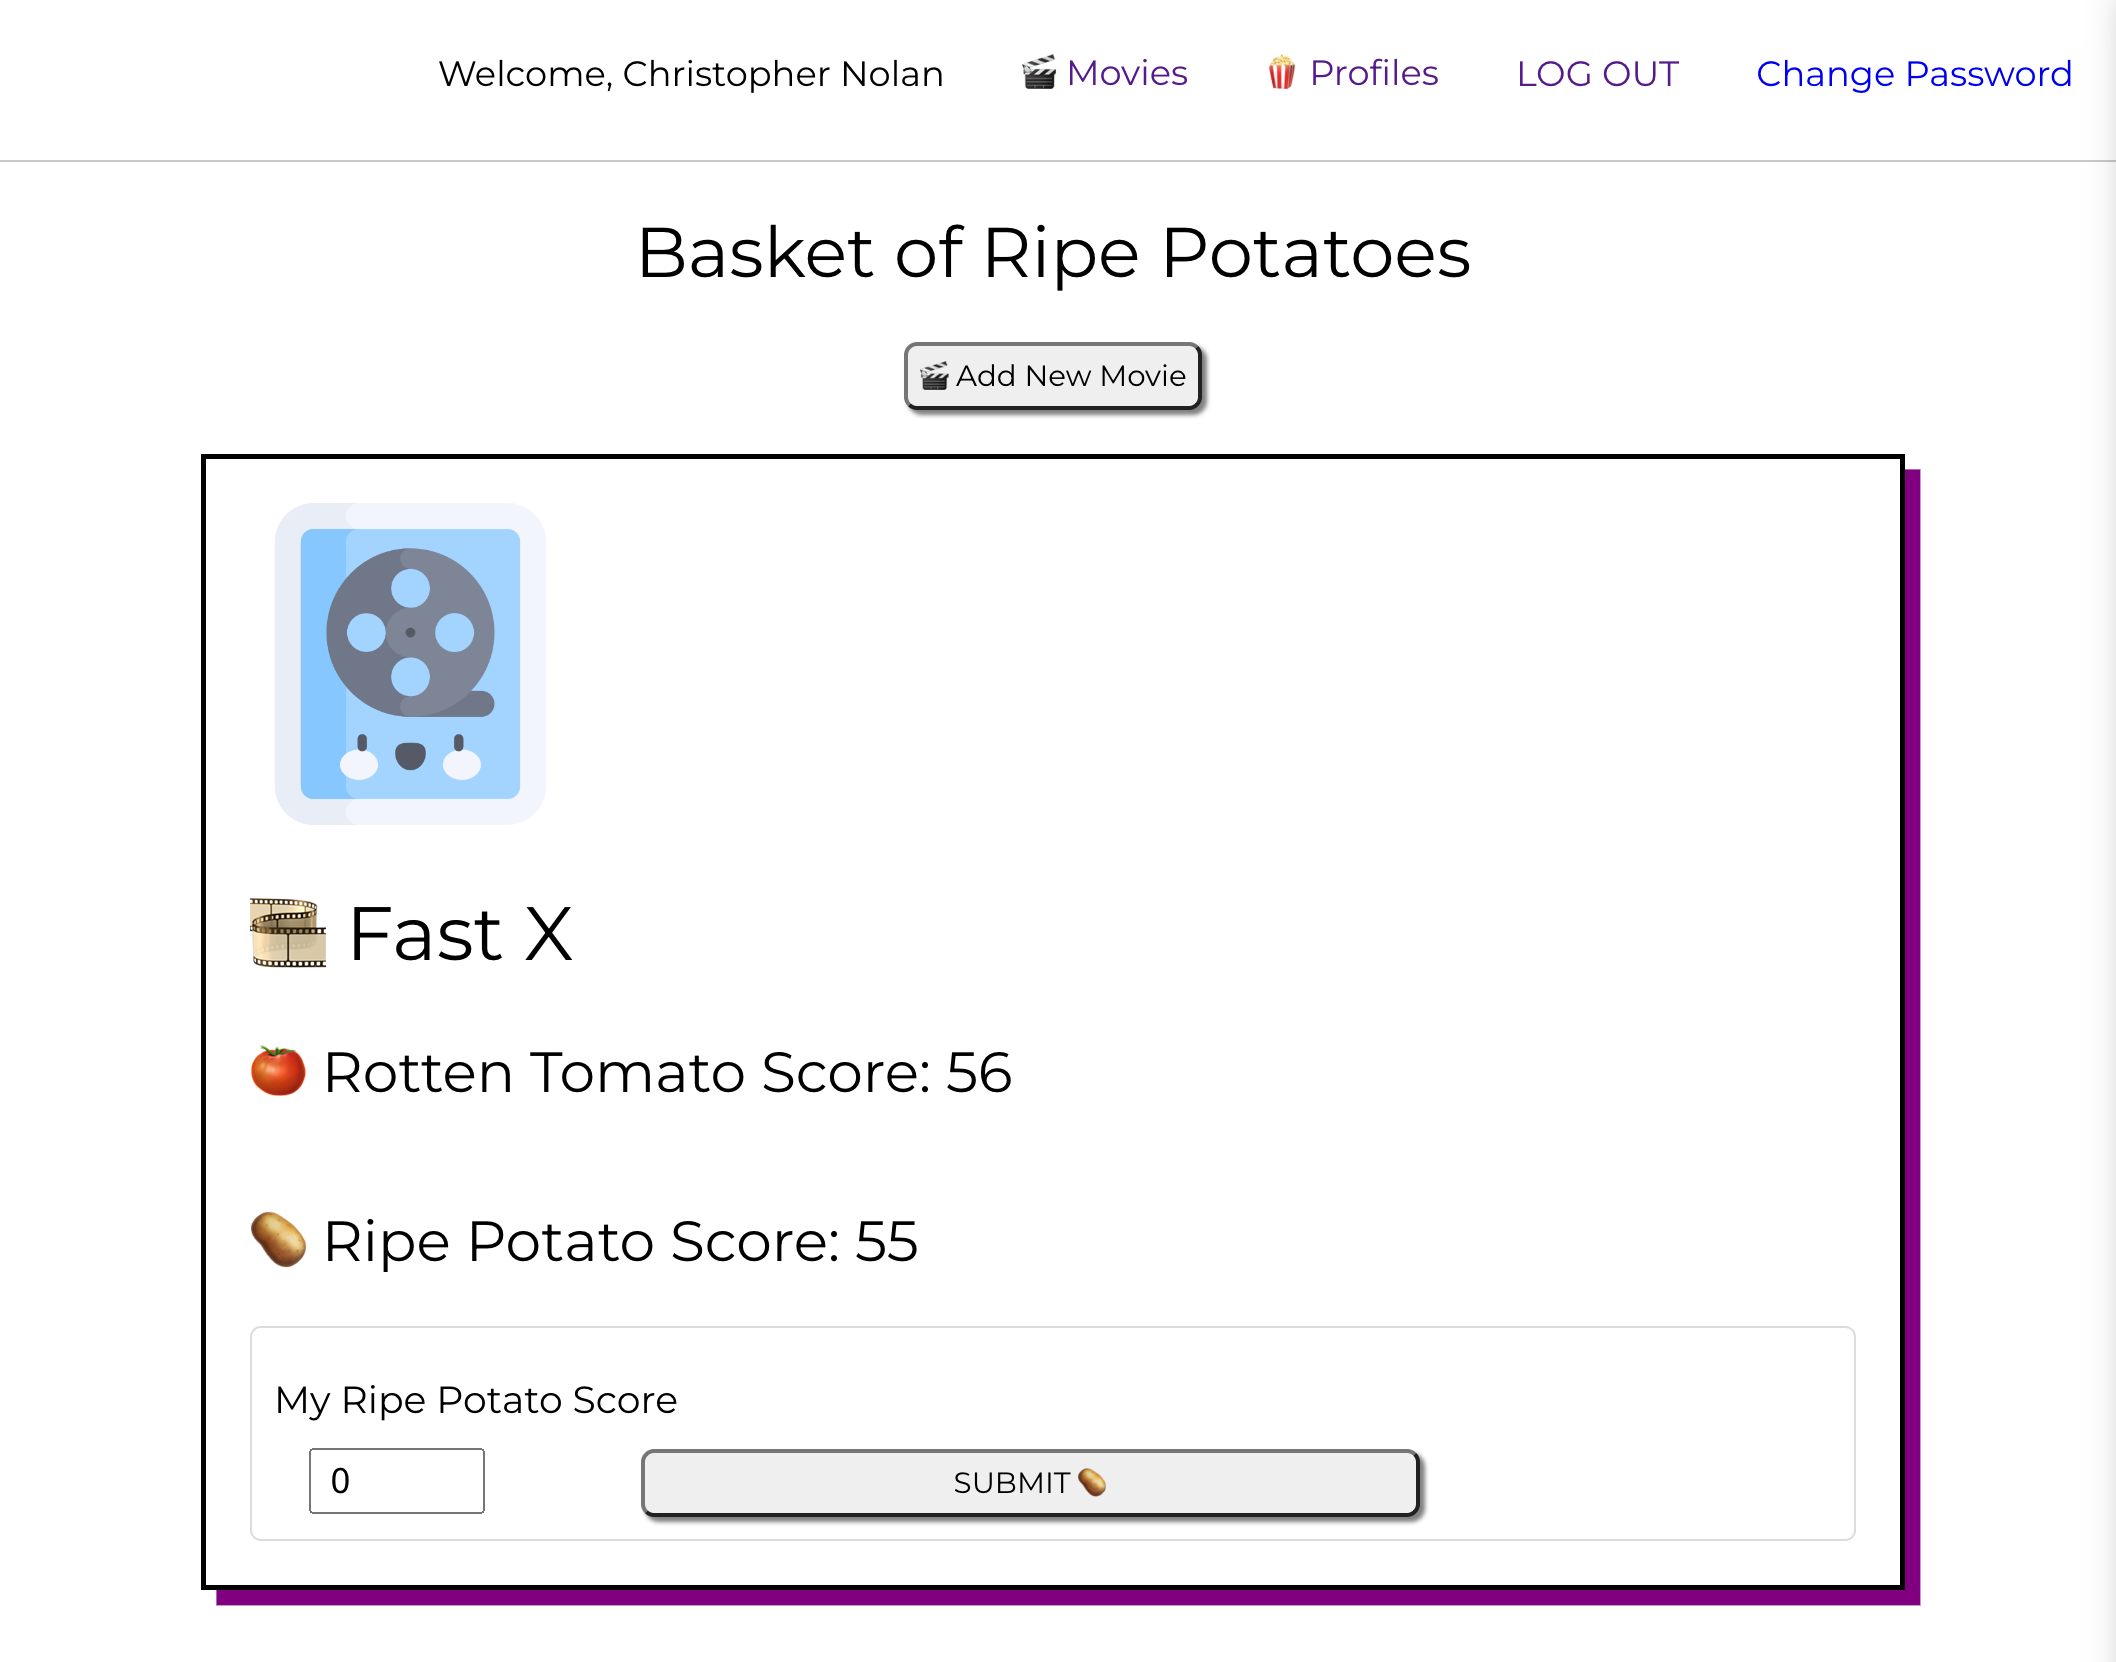 Welcome, Christopher Nolan 🎬 Movies 🍿 Profiles LOG OUT Change Password
Basket of Ripe Potatoes
🎬 Add New Movie
🎞️ Fast X
🍅 Rotten Tomato Score: 56
🥔 Ripe Potato Score: 55
My Ripe Potato Score
0 SUBMIT 🥔